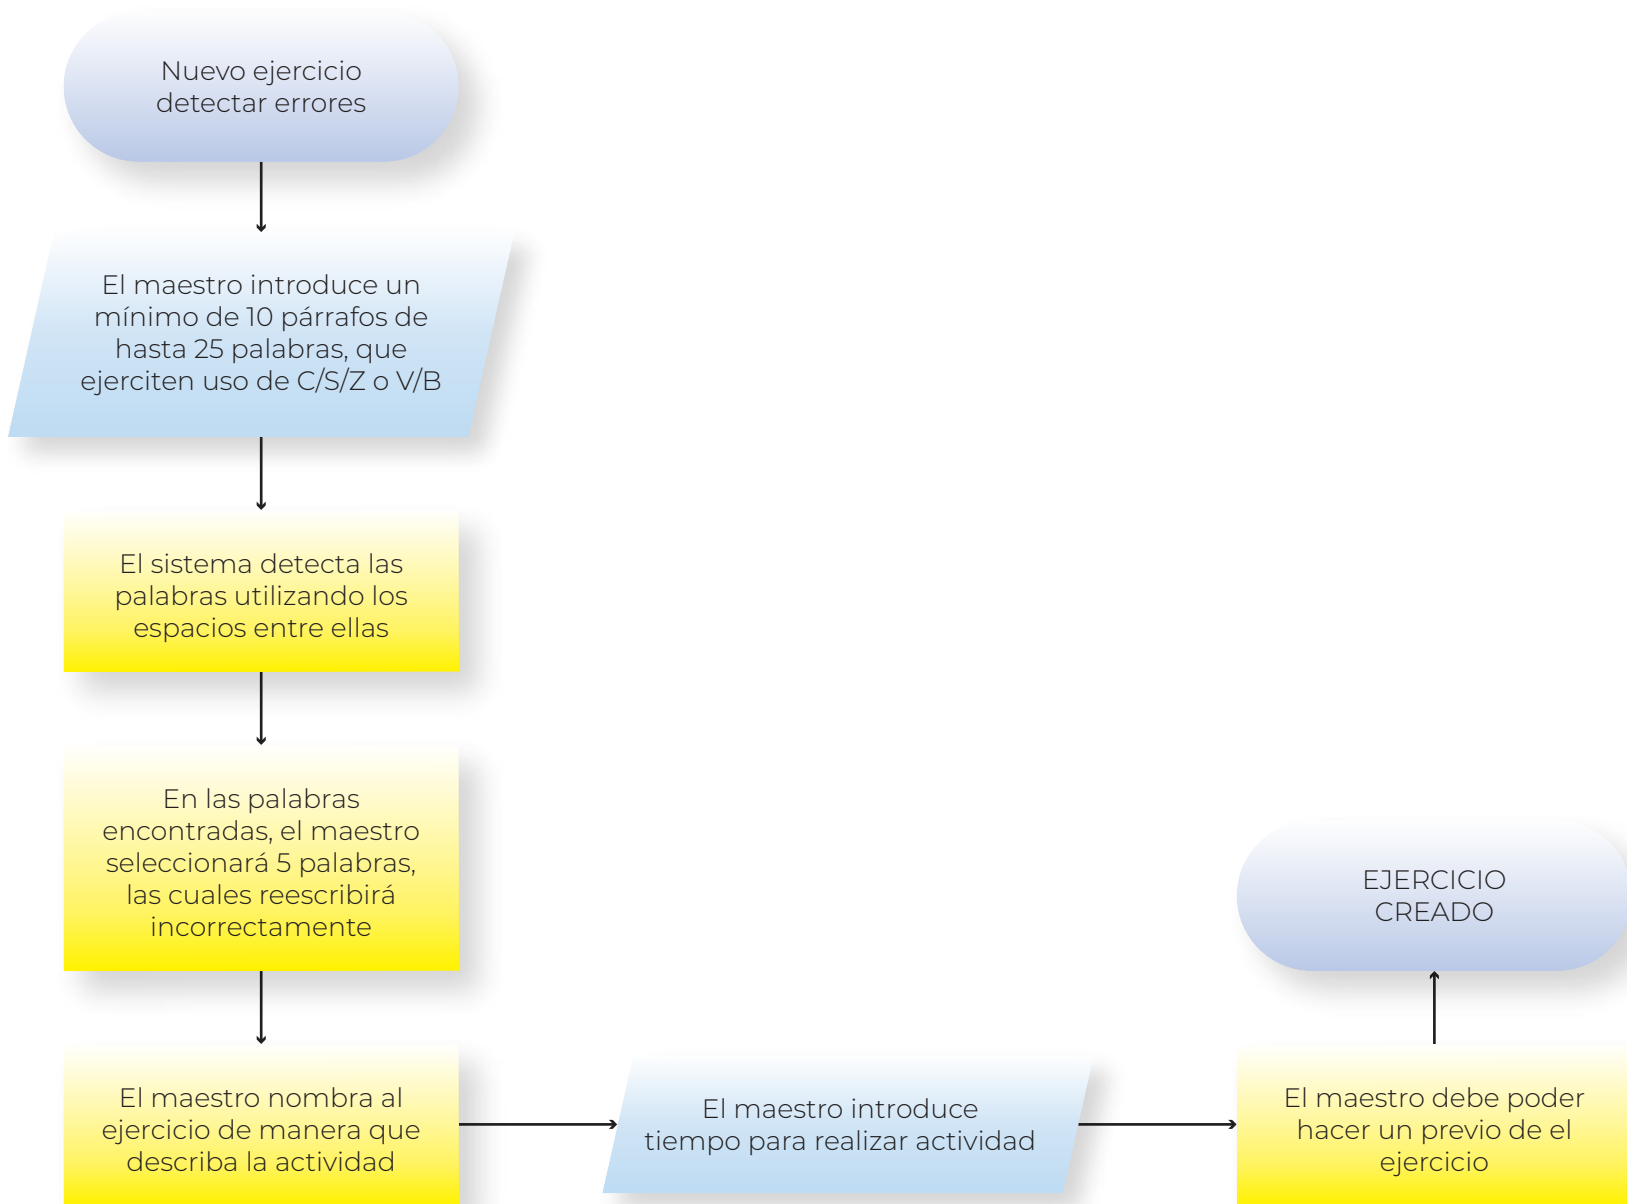 Nuevo ejercicio
detectar errores
El maestro introduce un
mínimo de 10 párrafos de
hasta 25 palabras, que
ejerciten uso de C/S/Z o V/B
El sistema detecta las
palabras utilizando los
espacios entre ellas
En las palabras
encontradas, el maestro
seleccionará 5 palabras,
las cuales reescribirá
incorrectamente
El maestro nombra al
ejercicio de manera que
describa la actividad
El maestro introduce
tiempo para realizar actividad
El maestro debe poder
hacer un previo de el
ejercicio
EJERCICIO
CREADO